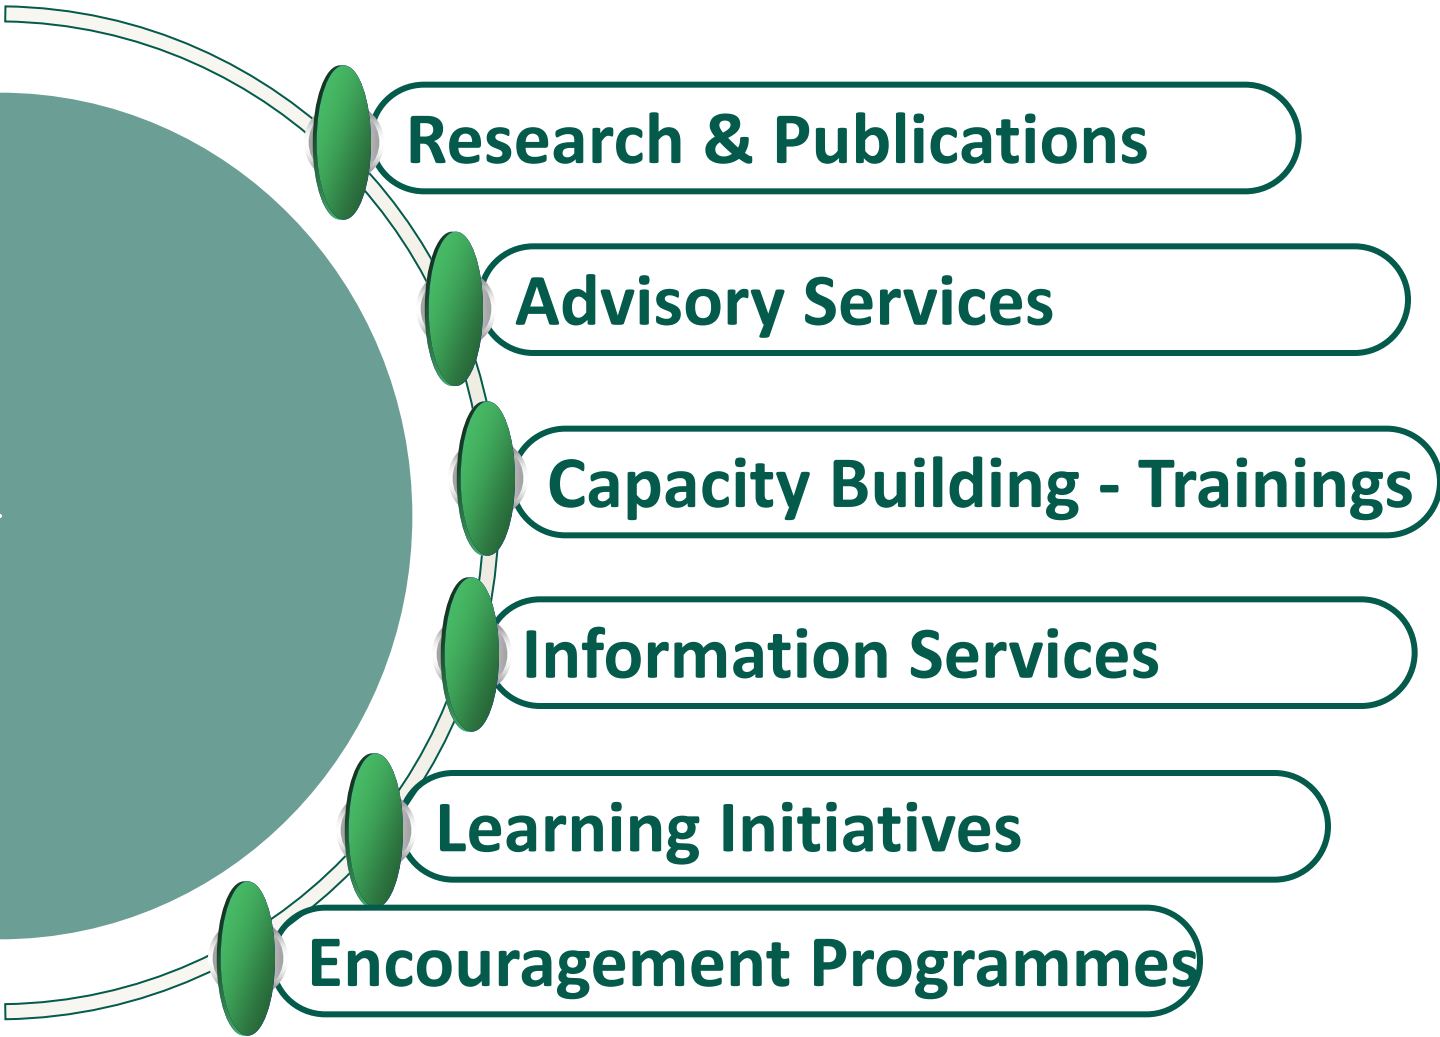 Research & Publications
Advisory Services
Capacity Building - Trainings
Information Services
Learning Initiatives
Encouragement Programmes